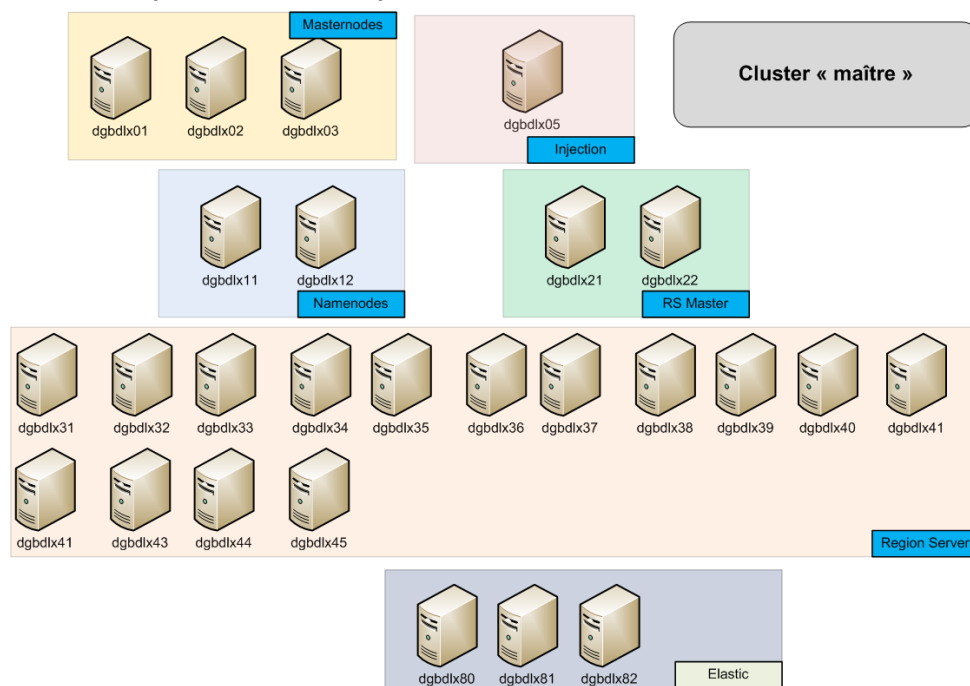 Masternodes
dgbdlx01 dgbdlx02 dgbdlx03
dgbdlx05
Injection
Cluster « maître »
dgbdlx11 dgbdlx12
Namenodes
dgbdlx21 dgbdlx22
RS Master
dgbdlx31 dgbdlx32 dgbdlx33 dgbdlx34 dgbdlx35 dgbdlx36 dgbdlx37 dgbdlx38 dgbdlx39 dgbdlx40 dgbdlx41
dgbdlx41 dgbdlx43 dgbdlx44 dgbdlx45
Region Server
dgbdlx80 dgbdlx81 dgbdlx82
Elastic